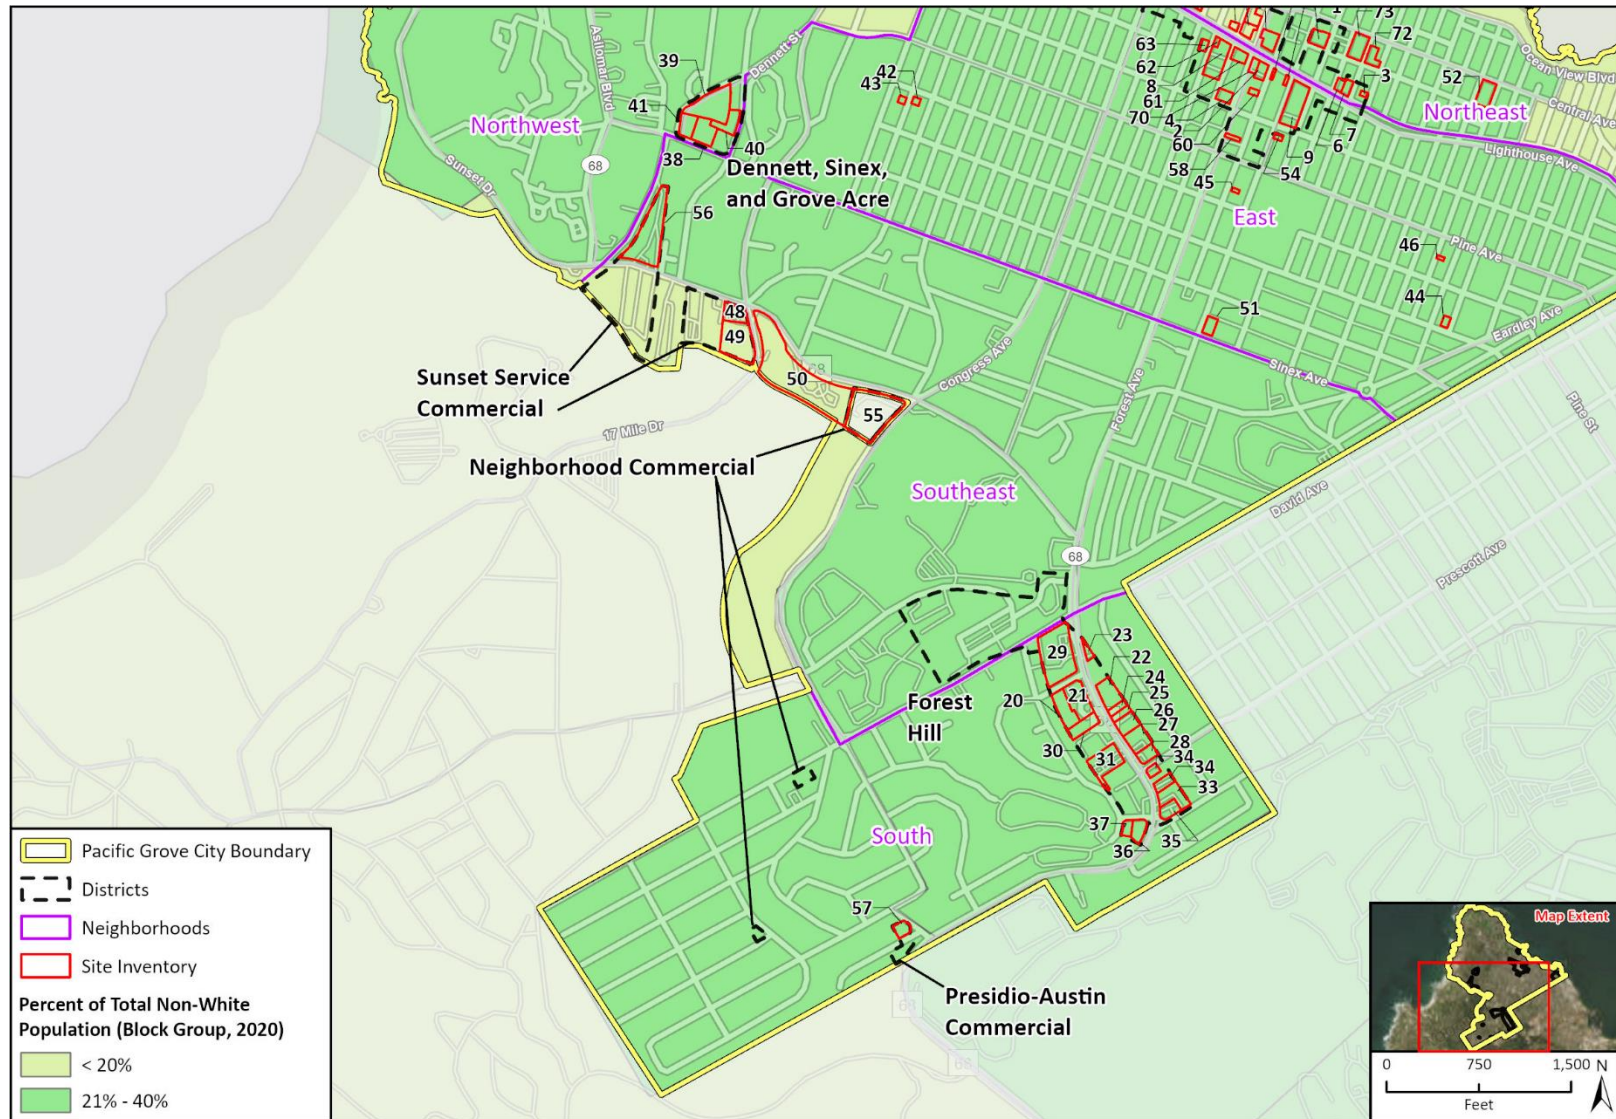 1
73
39
Dennett St
Asilomar Blvd
63
72
Ocean View Blvd
62
42
43
8
52
3
61
41
Central Ave
Northwest
70
4
Northeast
7
2
6
38
40
60
9
Lighthouse Ave
Sunset Dr
68
Dennett, Sinex,
and Grove Acre
58
54
45
56
East
46
Pine Ave
48
51
44
49
Eardley Ave
Congress Ave
Sunset Service
Commercial
50
68
Sinex Ave
Forest Ave
55
Pine St
17 Mile Dr
Neighborhood Commercial
Southeast
David Ave
68
Prescott Ave
23
29
22
24
21
25
20
Forest
Hill
26
27
30
28
31
34
34
33
37
South
35
36
57
Presidio-Austin
Commercial
68
68
Pacific Grove City Boundary
Districts
Neighborhoods
Site Inventory
Percent of Total Non-White
Population (Block Group, 2020)
< 20%
21% - 40%
Map Extent
0 750 1,500 N
Feet